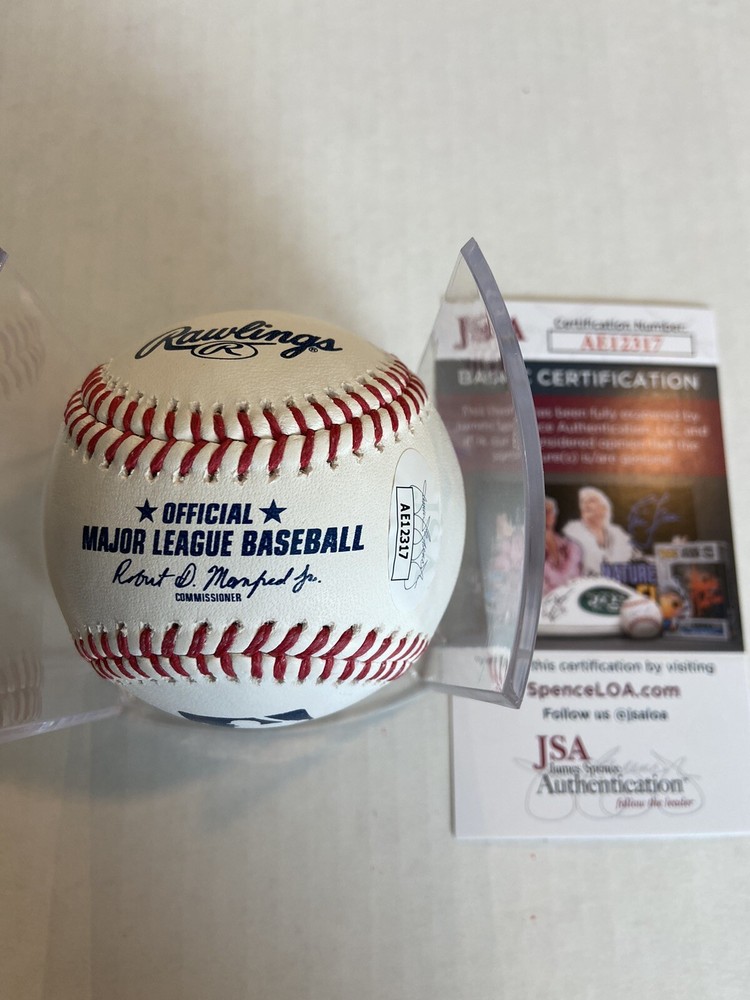 Rawlings®
R
★ OFFICIAL ★
MAJOR LEAGUE BASEBALL
Robert D. Manfred Jr.
COMMISSIONER
AE12317
JSA
Certification Number:
AE12317
BASIC CERTIFICATION
this certification by visiting
SpenceLOA.com
Follow us @jsaloa
JSA
James Spence
Authentication
follow the leader